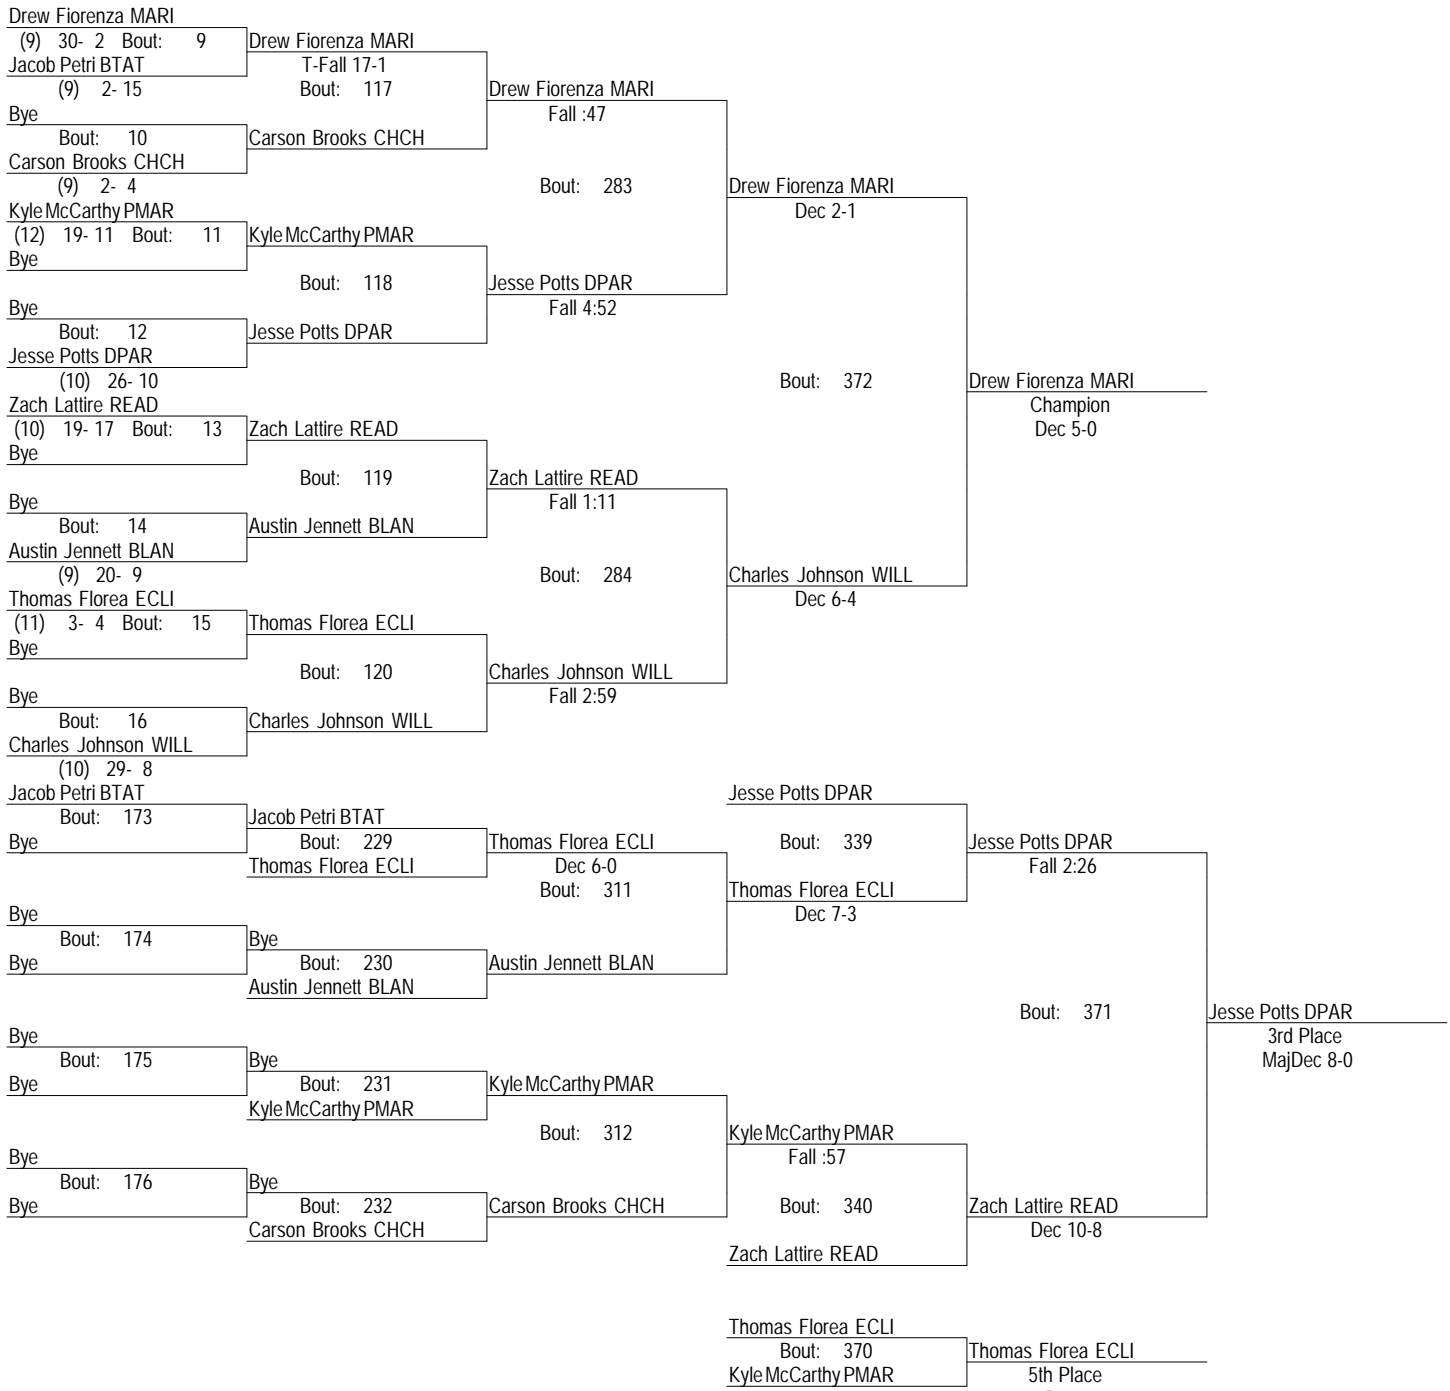 Drew Fiorenza MARI
(9) 30- 2 Bout: 9 Drew Fiorenza MARI
Jacob Petri BTAT T-Fall 17-1
(9) 2- 15 Bout: 117 Drew Fiorenza MARI
Bye Fall :47
Bout: 10 Carson Brooks CHCH
Carson Brooks CHCH
(9) 2- 4 Bout: 283 Drew Fiorenza MARI
Kyle McCarthy PMAR Dec 2-1
(12) 19- 11 Bout: 11 Kyle McCarthy PMAR
Bye
Bout: 118 Jesse Potts DPAR
Bye Fall 4:52
Bout: 12 Jesse Potts DPAR
Jesse Potts DPAR
(10) 26- 10 Bout: 372 Drew Fiorenza MARI
Zach Lattire READ Champion
(10) 19- 17 Bout: 13 Zach Lattire READ Dec 5-0
Bye
Bout: 119 Zach Lattire READ
Bye Fall 1:11
Bout: 14 Austin Jennett BLAN
Austin Jennett BLAN
(9) 20- 9 Bout: 284 Charles Johnson WILL
Thomas Florea ECLI Dec 6-4
(11) 3- 4 Bout: 15 Thomas Florea ECLI
Bye
Bout: 120 Charles Johnson WILL
Bye Fall 2:59
Bout: 16 Charles Johnson WILL
Charles Johnson WILL
(10) 29- 8
Jacob Petri BTAT Jesse Potts DPAR
Bout: 173 Jacob Petri BTAT
Bye Bout: 229 Thomas Florea ECLI Bout: 339 Jesse Potts DPAR
Thomas Florea ECLI Dec 6-0 Fall 2:26
Bout: 311 Thomas Florea ECLI
Bye Dec 7-3
Bout: 174 Bye
Bye Bout: 230 Austin Jennett BLAN
Austin Jennett BLAN
Bout: 371 Jesse Potts DPAR
Bye 3rd Place
Bout: 175 Bye MajDec 8-0
Bye Bout: 231 Kyle McCarthy PMAR
Kyle McCarthy PMAR
Bout: 312 Kyle McCarthy PMAR
Bye Fall :57
Bout: 176 Bye
Bye Bout: 232 Carson Brooks CHCH Bout: 340 Zach Lattire READ
Carson Brooks CHCH Dec 10-8
Zach Lattire READ
Thomas Florea ECLI
Bout: 370 Thomas Florea ECLI
Kyle McCarthy PMAR 5th Place